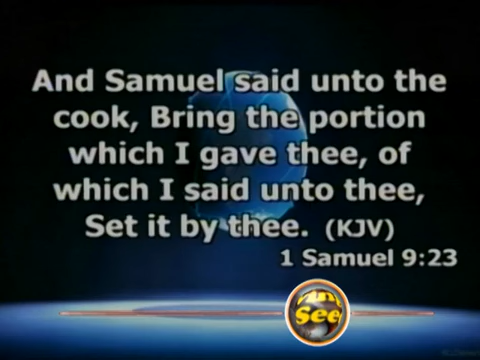 And Samuel said unto the
cook, Bring the portion
which I gave thee, of
which I said unto thee,
Set it by thee. (KJV)
1 Samuel 9:23
See